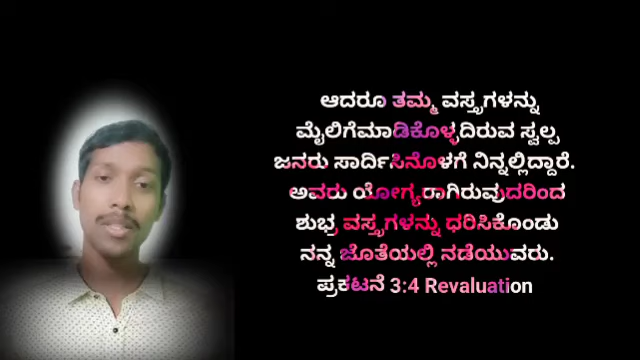 ಆದರೂ ತಮ್ಮ ವಸ್ತ್ರಗಳನ್ನು
ಮೈಲಿಗೆಮಾಡಿಕೊಳ್ಳದಿರುವ ಸ್ವಲ್ಪ
ಜನರು ಸಾರ್ದಿಸಿನೊಳಗೆ ನಿನ್ನಲ್ಲಿದ್ದಾರೆ.
ಅವರು ಯೋಗ್ಯರಾಗಿರುವುದರಿಂದ
ಶುಭ್ರ ವಸ್ತ್ರಗಳನ್ನು ಧರಿಸಿಕೊಂಡು
ನನ್ನ ಜೊತೆಯಲ್ಲಿ ನಡೆಯುವರು.
ಪ್ರಕಟನೆ 3:4 Revaluation